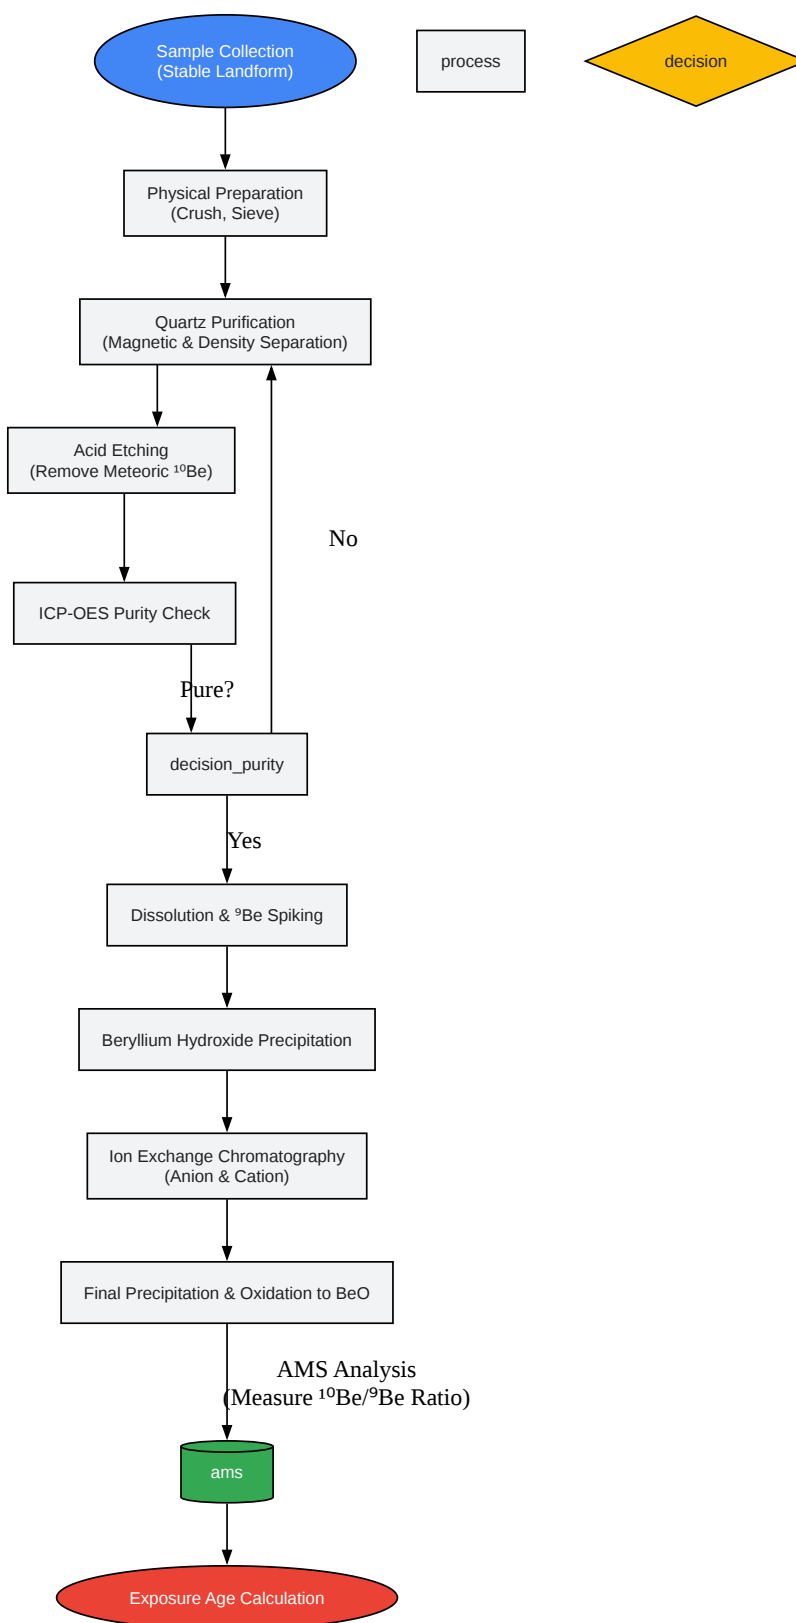 Sample Collection
(Stable Landform)
process
decision
Physical Preparation
(Crush, Sieve)
Quartz Purification
(Magnetic & Density Separation)
Acid Etching
(Remove Meteoric ¹⁰Be)
No
ICP-OES Purity Check
Pure?
decision_purity
Yes
Dissolution & ⁹Be Spiking
Beryllium Hydroxide Precipitation
Ion Exchange Chromatography
(Anion & Cation)
Final Precipitation & Oxidation to BeO
AMS Analysis
(Measure ¹⁰Be/⁹Be Ratio)
ams
Exposure Age Calculation